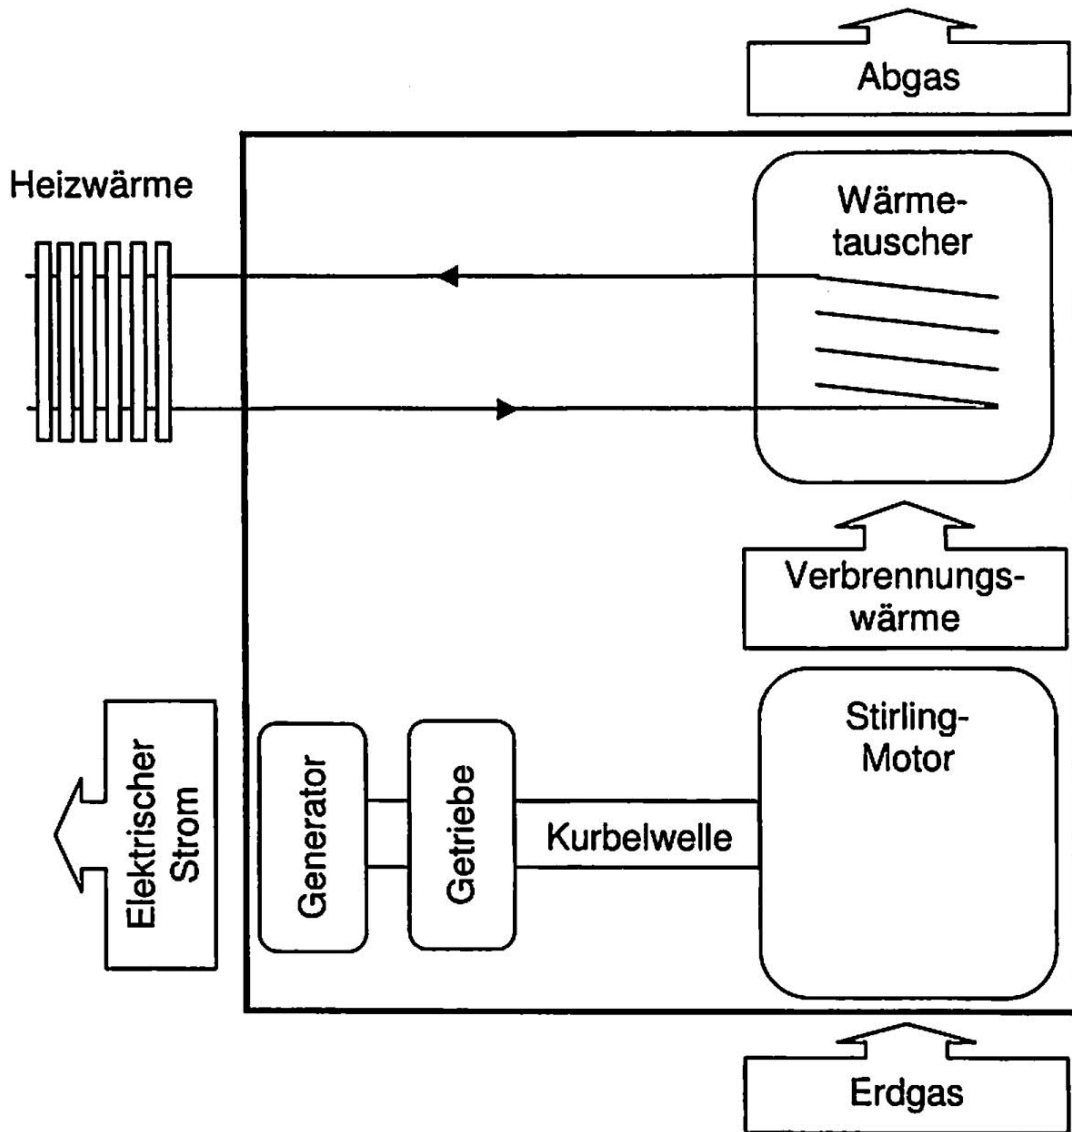 Abgas
Heizwärme
Wärme-
tauscher
Verbrennungs-
wärme
Elektrischer
Strom
Generator
Getriebe
Kurbelwelle
Stirling-
Motor
Erdgas